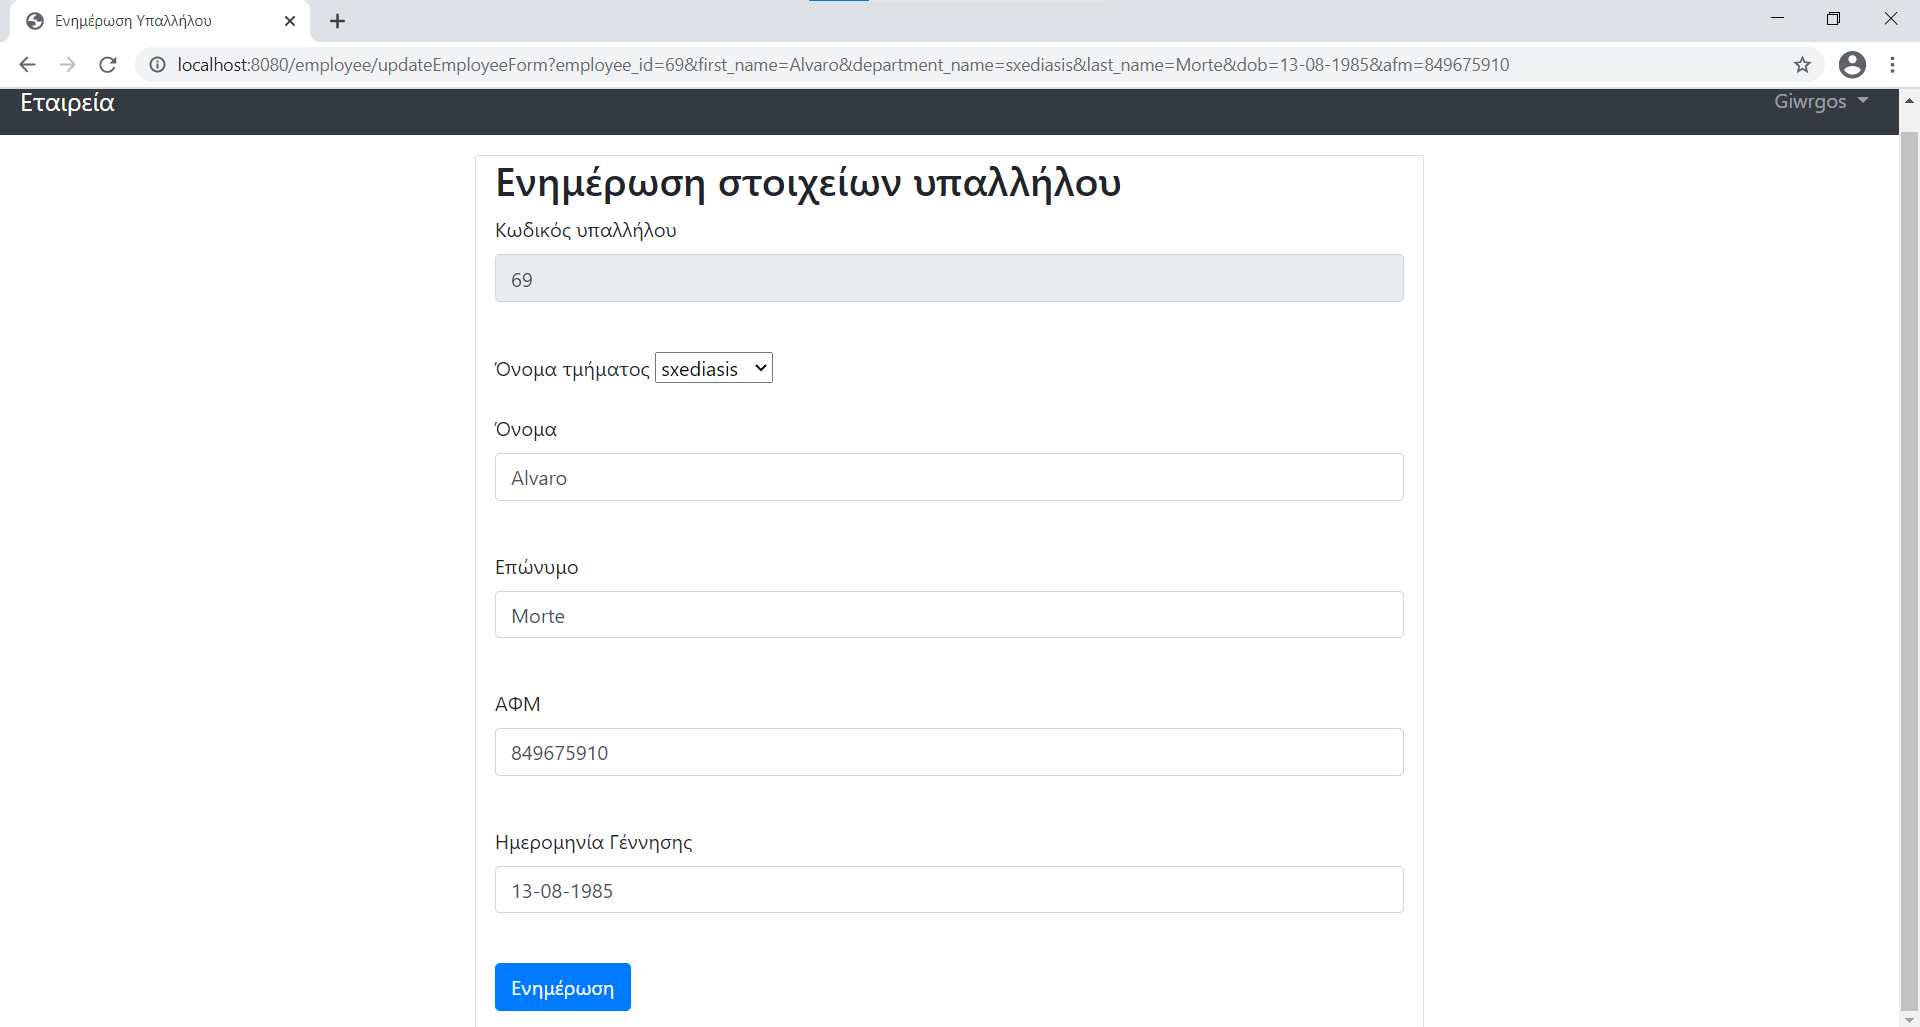 Ενημέρωση Υπαλλήλου
localhost:8080/employee/updateEmployeeForm?employee_id=69&first_name=Alvaro&department_name=sxediasis&last_name=Morte&dob=13-08-1985&afm=849675910
Εταιρεία Giwrgos
Ενημέρωση στοιχείων υπαλλήλου
Κωδικός υπαλλήλου
69
Όνομα τμήματος sxediasis
Όνομα
Alvaro
Επώνυμο
Morte
ΑΦΜ
849675910
Ημερομηνία Γέννησης
13-08-1985
Ενημέρωση